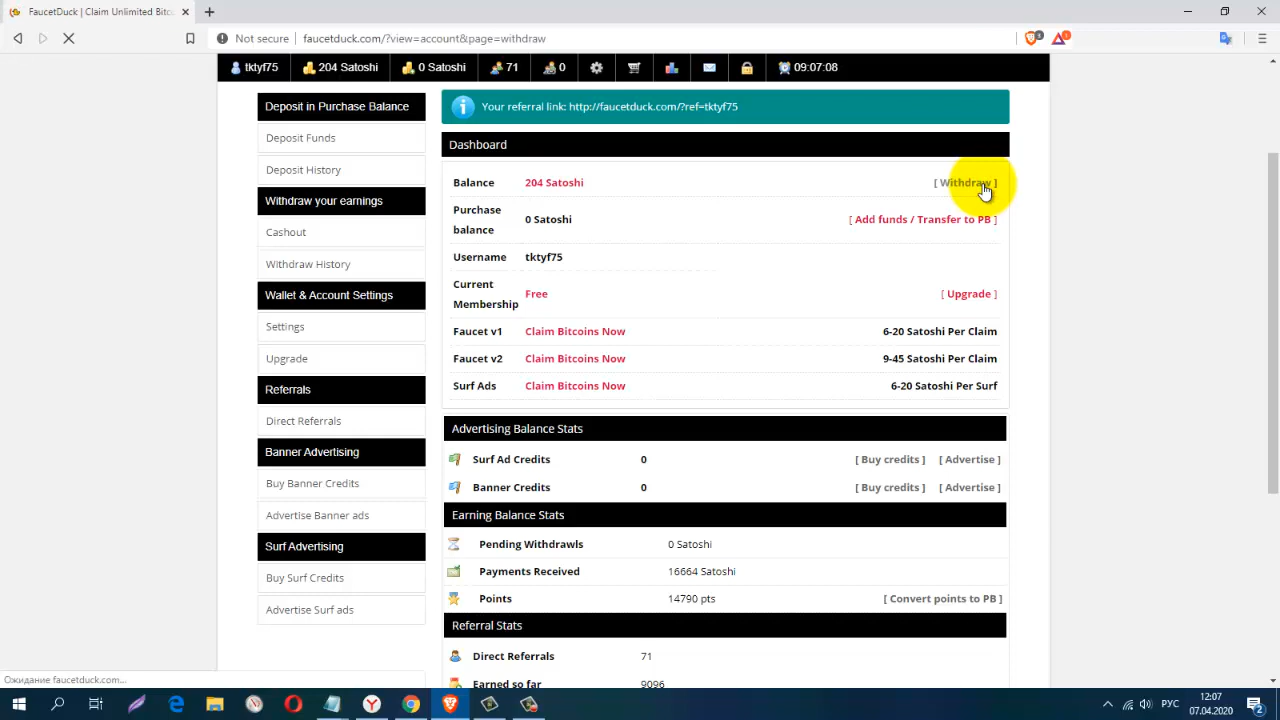 FaucetDuck | Claim Unlimited Bitc
Not secure
faucetduck.com/?view=account&page=withdraw
tktyf75
204 Satoshi
0 Satoshi
71
0
09:07:08
Deposit in Purchase Balance
Deposit Funds
Deposit History
Withdraw your earnings
Cashout
Withdraw History
Wallet & Account Settings
Settings
Upgrade
Referrals
Direct Referrals
Banner Advertising
Buy Banner Credits
Advertise Banner ads
Surf Advertising
Buy Surf Credits
Advertise Surf ads
Your referral link: http://faucetduck.com/?ref=tktyf75
Dashboard
Balance 204 Satoshi [ Withdraw ]
Purchase
balance 0 Satoshi [ Add funds / Transfer to PB ]
Username tktyf75
Current
Membership Free [ Upgrade ]
Faucet v1 Claim Bitcoins Now 6-20 Satoshi Per Claim
Faucet v2 Claim Bitcoins Now 9-45 Satoshi Per Claim
Surf Ads Claim Bitcoins Now 6-20 Satoshi Per Surf
Advertising Balance Stats
Surf Ad Credits 0 [ Buy credits ] [ Advertise ]
Banner Credits 0 [ Buy credits ] [ Advertise ]
Earning Balance Stats
Pending Withdrawls 0 Satoshi
Payments Received 16664 Satoshi
Points 14790 pts [ Convert points to PB ]
Referral Stats
Direct Referrals 71
Earned so far 9096
Ожидание faucetduck.com...
РУС
12:07
07.04.2020
2